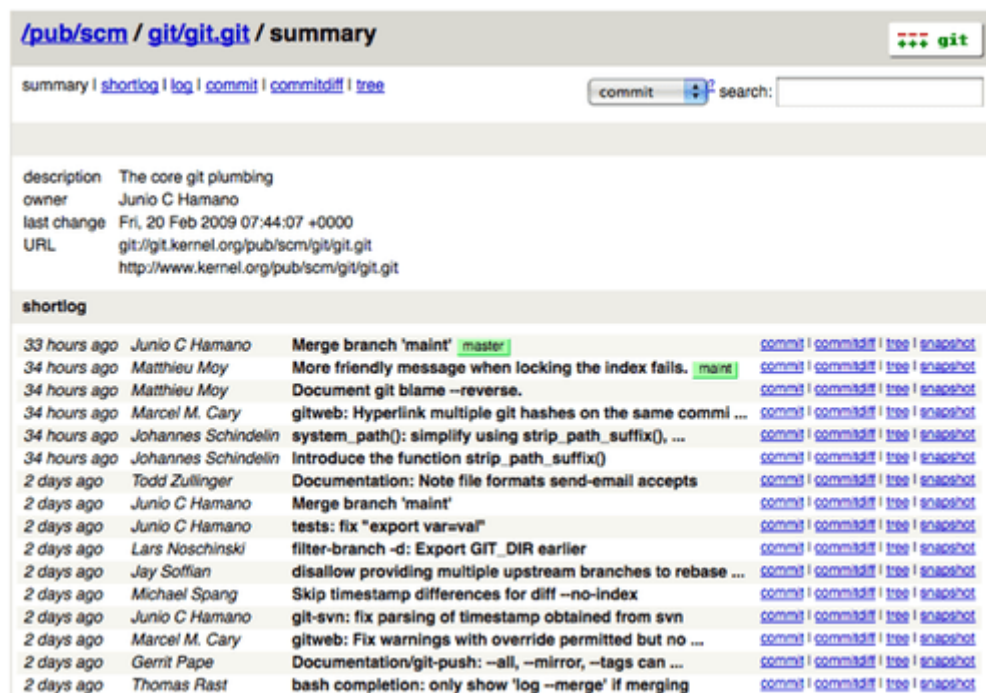 /pub/scm / git/git.git / summary
git
summary | shortlog | log | commit | commitdiff | tree
commit ? search:
description The core git plumbing
owner Junio C Hamano
last change Fri, 20 Feb 2009 07:44:07 +0000
URL git://git.kernel.org/pub/scm/git/git.git
http://www.kernel.org/pub/scm/git/git.git
shortlog
33 hours ago Junio C Hamano Merge branch 'maint' master commit | commitdiff | tree | snapshot
34 hours ago Matthieu Moy More friendly message when locking the index fails. maint commit | commitdiff | tree | snapshot
34 hours ago Matthieu Moy Document git blame --reverse. commit | commitdiff | tree | snapshot
34 hours ago Marcel M. Cary gitweb: Hyperlink multiple git hashes on the same commi ... commit | commitdiff | tree | snapshot
34 hours ago Johannes Schindelin system_path(): simplify using strip_path_suffix(), ... commit | commitdiff | tree | snapshot
34 hours ago Johannes Schindelin Introduce the function strip_path_suffix() commit | commitdiff | tree | snapshot
2 days ago Todd Zullinger Documentation: Note file formats send-email accepts commit | commitdiff | tree | snapshot
2 days ago Junio C Hamano Merge branch 'maint' commit | commitdiff | tree | snapshot
2 days ago Junio C Hamano tests: fix "export var=val" commit | commitdiff | tree | snapshot
2 days ago Lars Noschinski filter-branch -d: Export GIT_DIR earlier commit | commitdiff | tree | snapshot
2 days ago Jay Soffian disallow providing multiple upstream branches to rebase ... commit | commitdiff | tree | snapshot
2 days ago Michael Spang Skip timestamp differences for diff --no-index commit | commitdiff | tree | snapshot
2 days ago Junio C Hamano git-svn: fix parsing of timestamp obtained from svn commit | commitdiff | tree | snapshot
2 days ago Marcel M. Cary gitweb: Fix warnings with override permitted but no ... commit | commitdiff | tree | snapshot
2 days ago Gerrit Pape Documentation/git-push: --all, --mirror, --tags can ... commit | commitdiff | tree | snapshot
2 days ago Thomas Rast bash completion: only show 'log --merge' if merging commit | commitdiff | tree | snapshot